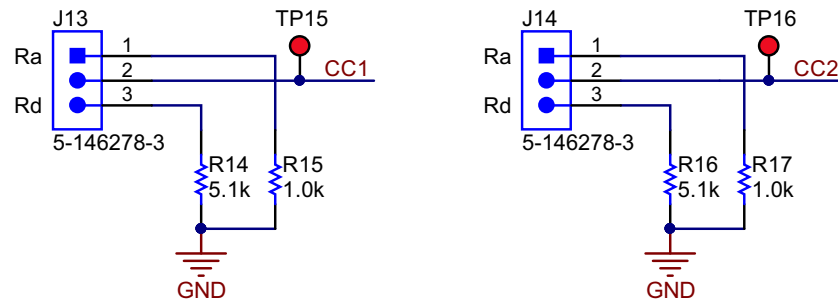 J13
TP15
Ra
1
2
CC1
Rd
3
5-146278-3
R14
5.1k
R15
1.0k
GND
J14
TP16
Ra
1
2
CC2
Rd
3
5-146278-3
R16
5.1k
R17
1.0k
GND